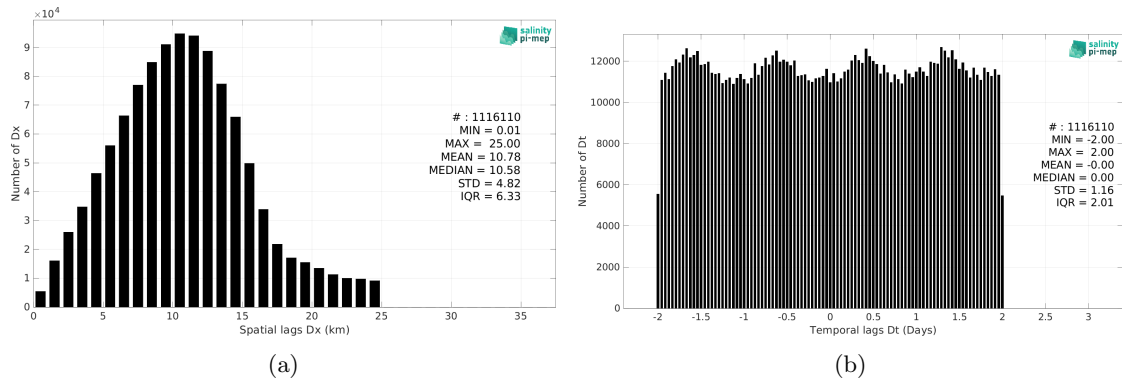 ×10⁴
salinity
pi-mep
9
8
7
6
5
4
3
2
1
0
Number of Dx
# : 1116110
MIN = 0.01
MAX = 25.00
MEAN = 10.78
MEDIAN = 10.58
STD = 4.82
IQR = 6.33
0 5 10 15 20 25 30 35
Spatial lags Dx (km)
(a)
salinity
pi-mep
12000
10000
8000
6000
4000
2000
0
Number of Dt
# : 1116110
MIN = -2.00
MAX = 2.00
MEAN = -0.00
MEDIAN = 0.00
STD = 1.16
IQR = 2.01
-2 -1.5 -1 -0.5 0 0.5 1 1.5 2 2.5 3
Temporal lags Dt (Days)
(b)